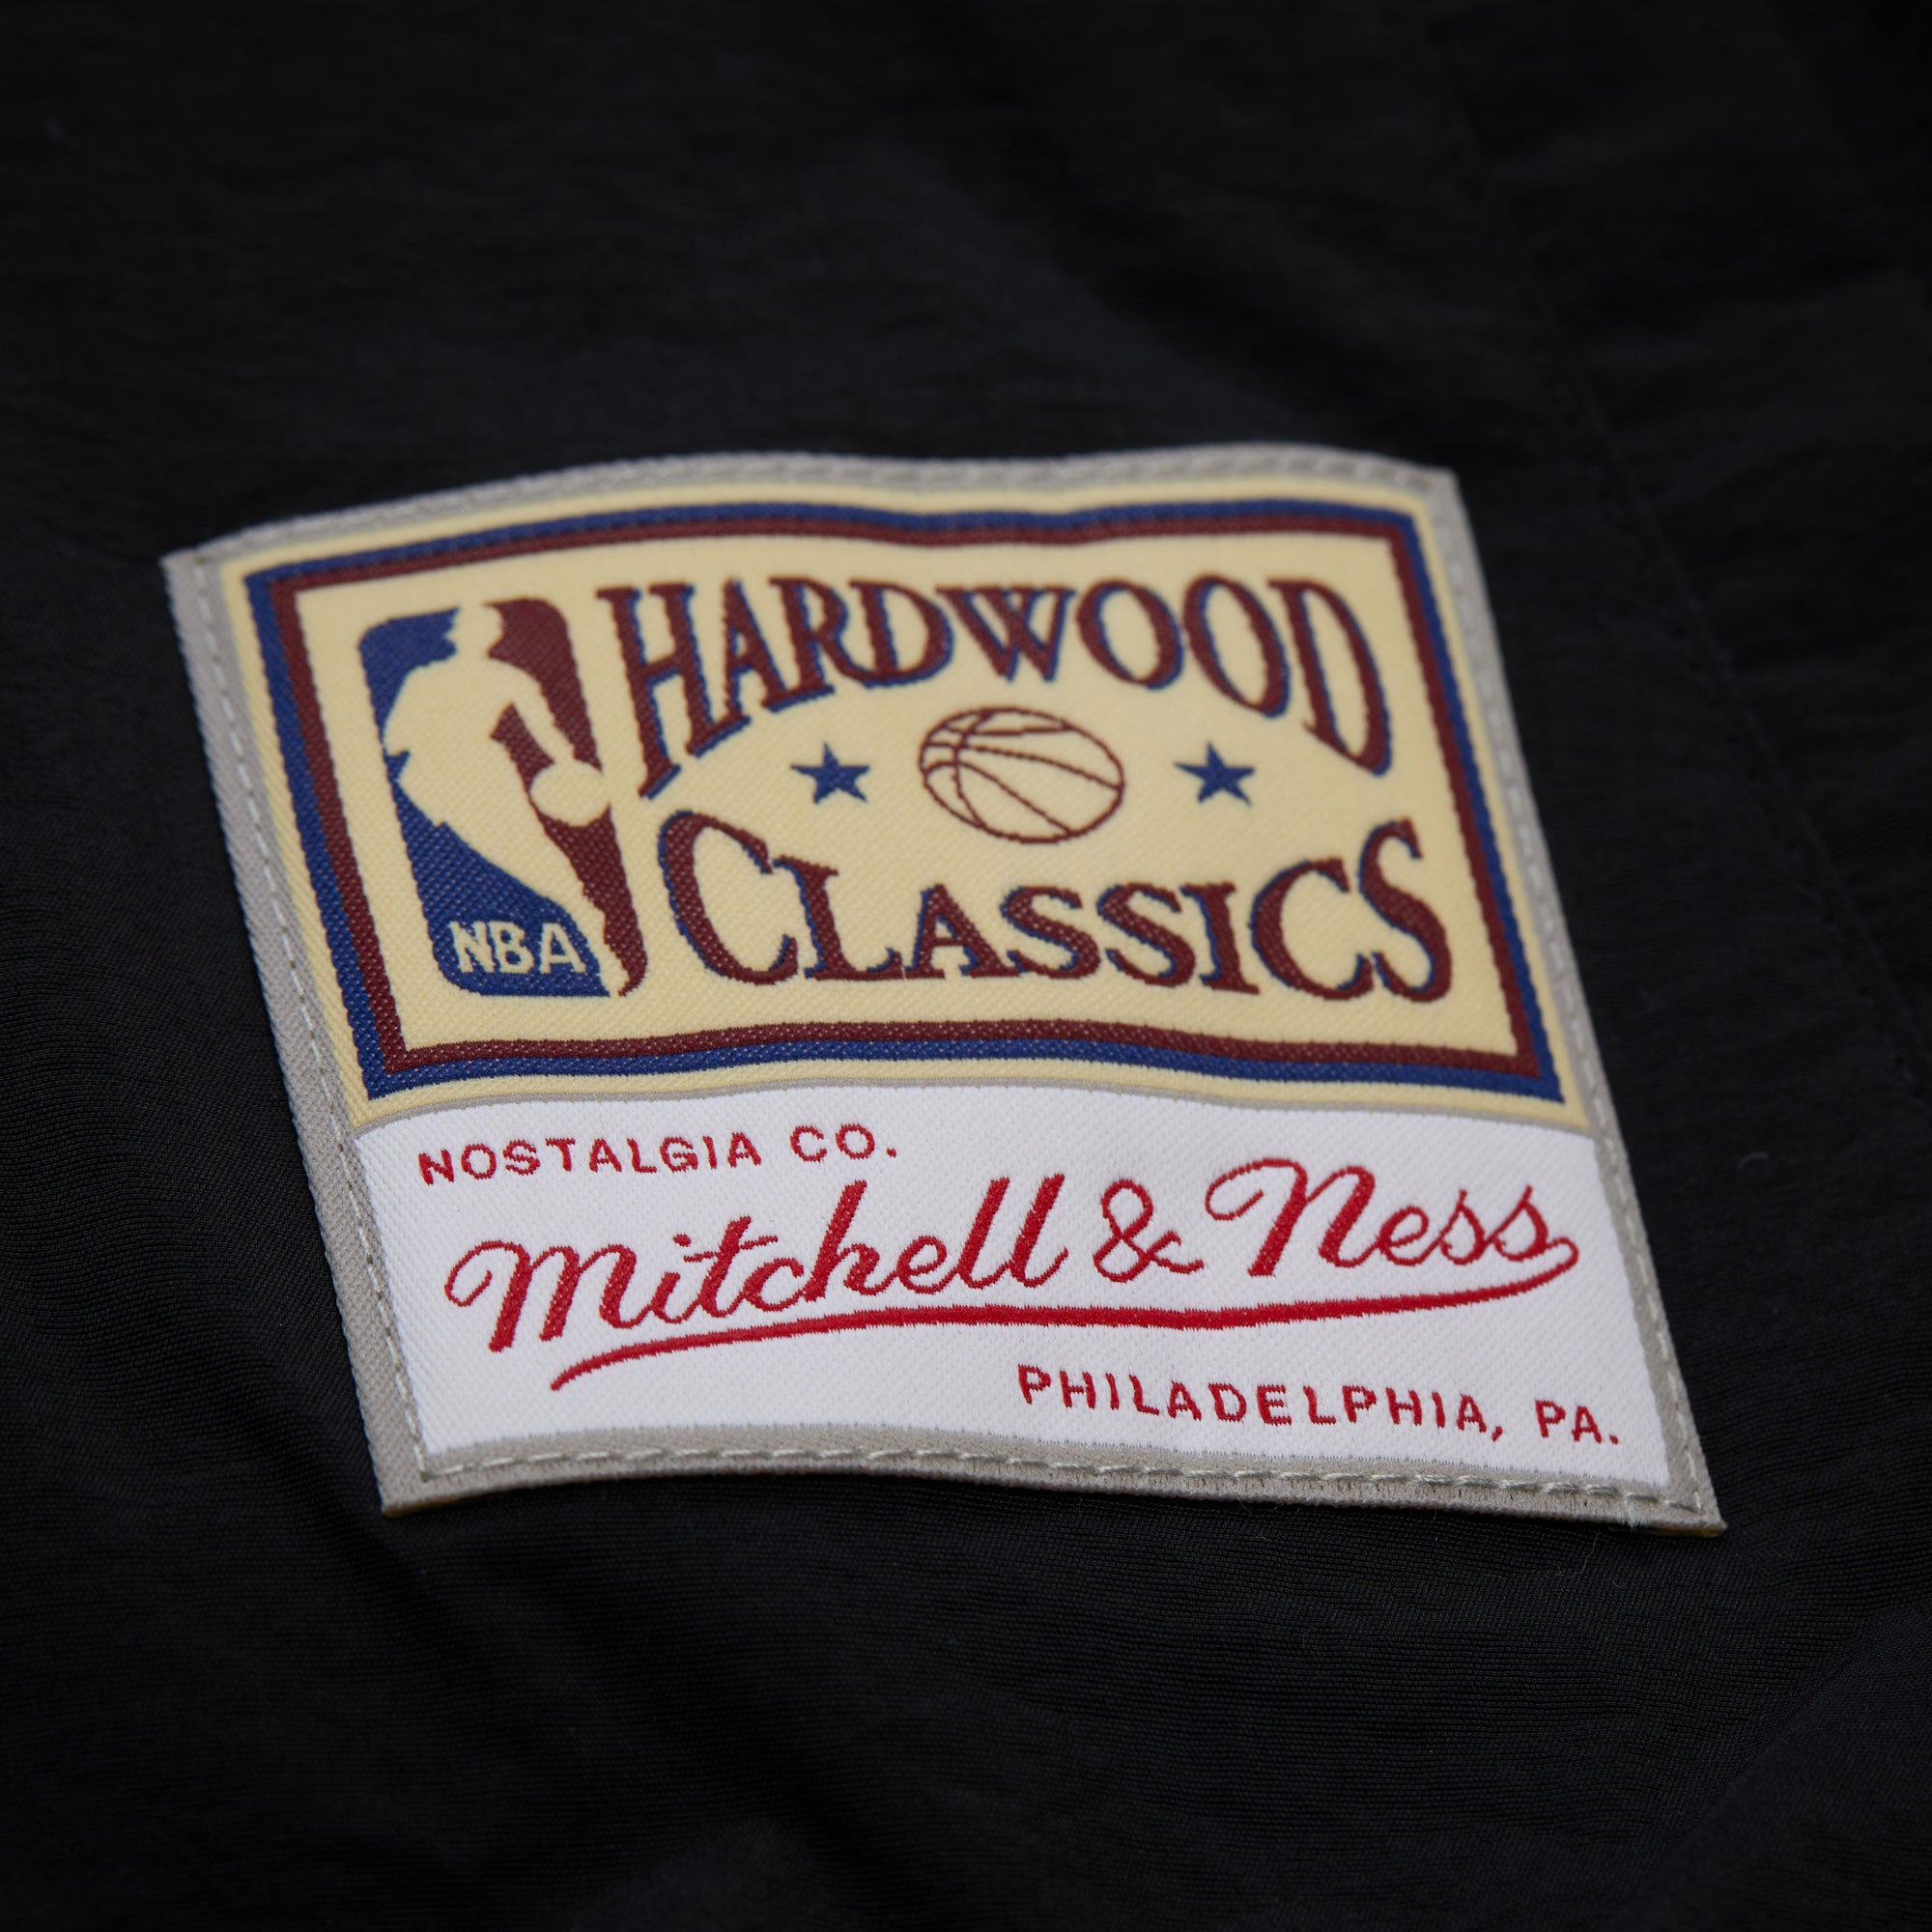 HARDWOOD
CLASSICS
NBA
NOSTALGIA CO.
Mitchell & Ness
PHILADELPHIA, PA.